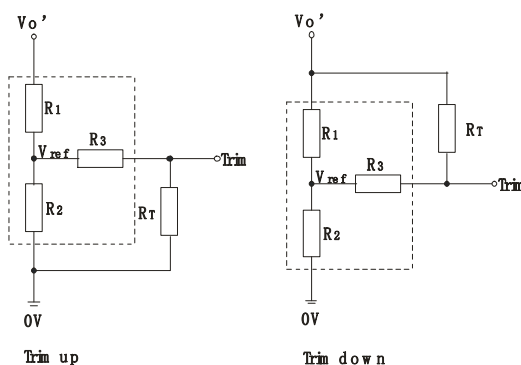 Vo'
R1
R3
Vref
Trim
R2
RT
0V
Trim up
Vo'
R1
RT
R3
Vref
Trim
R2
0V
Trim down